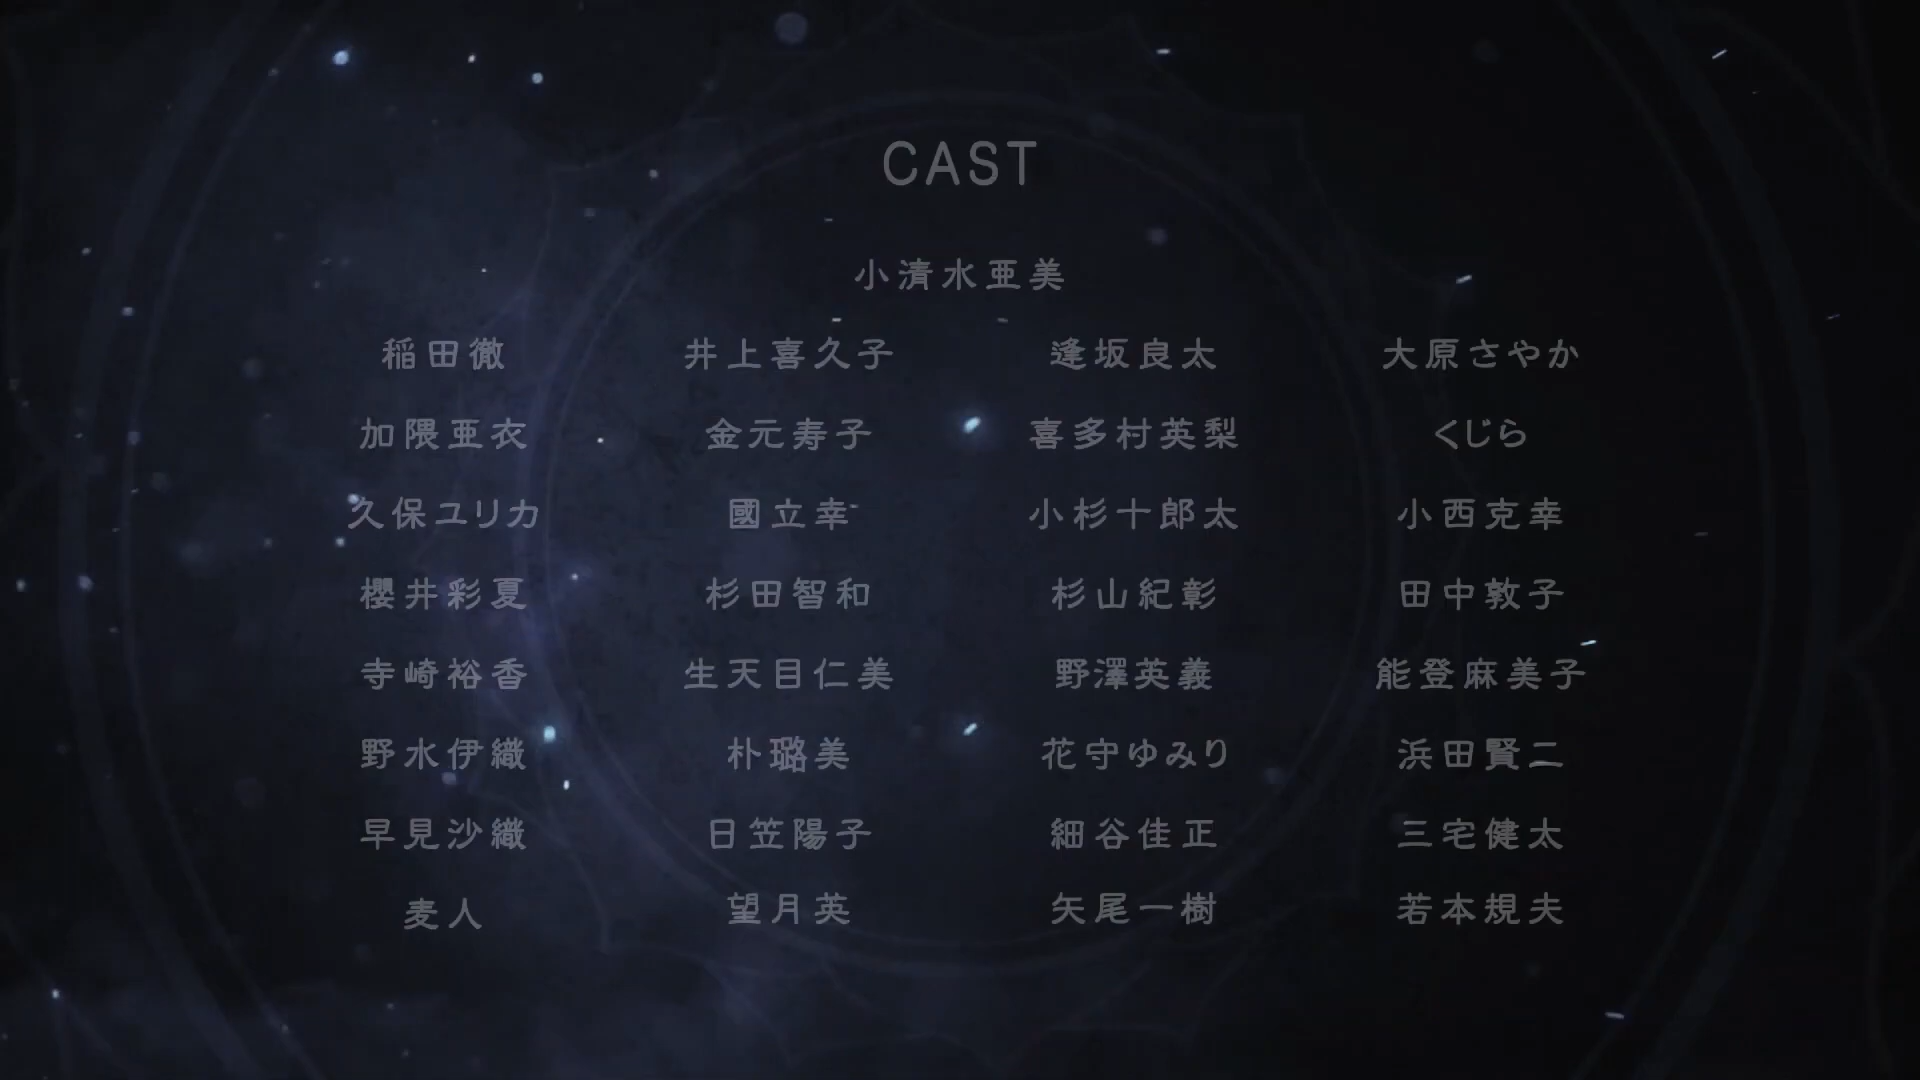 CAST
小清水亜美
稲田徹 井上喜久子 逢坂良太 大原さやか
加隈亜衣 金元寿子 喜多村英梨 くじら
久保ユリカ 國立幸 小杉十郎太 小西克幸
櫻井彩夏 杉田智和 杉山紀彰 田中敦子
寺崎裕香 生天目仁美 野澤英義 能登麻美子
野水伊織 朴璐美 花守ゆみり 浜田賢二
早見沙織 日笠陽子 細谷佳正 三宅健太
麦人 望月英 矢尾一樹 若本規夫